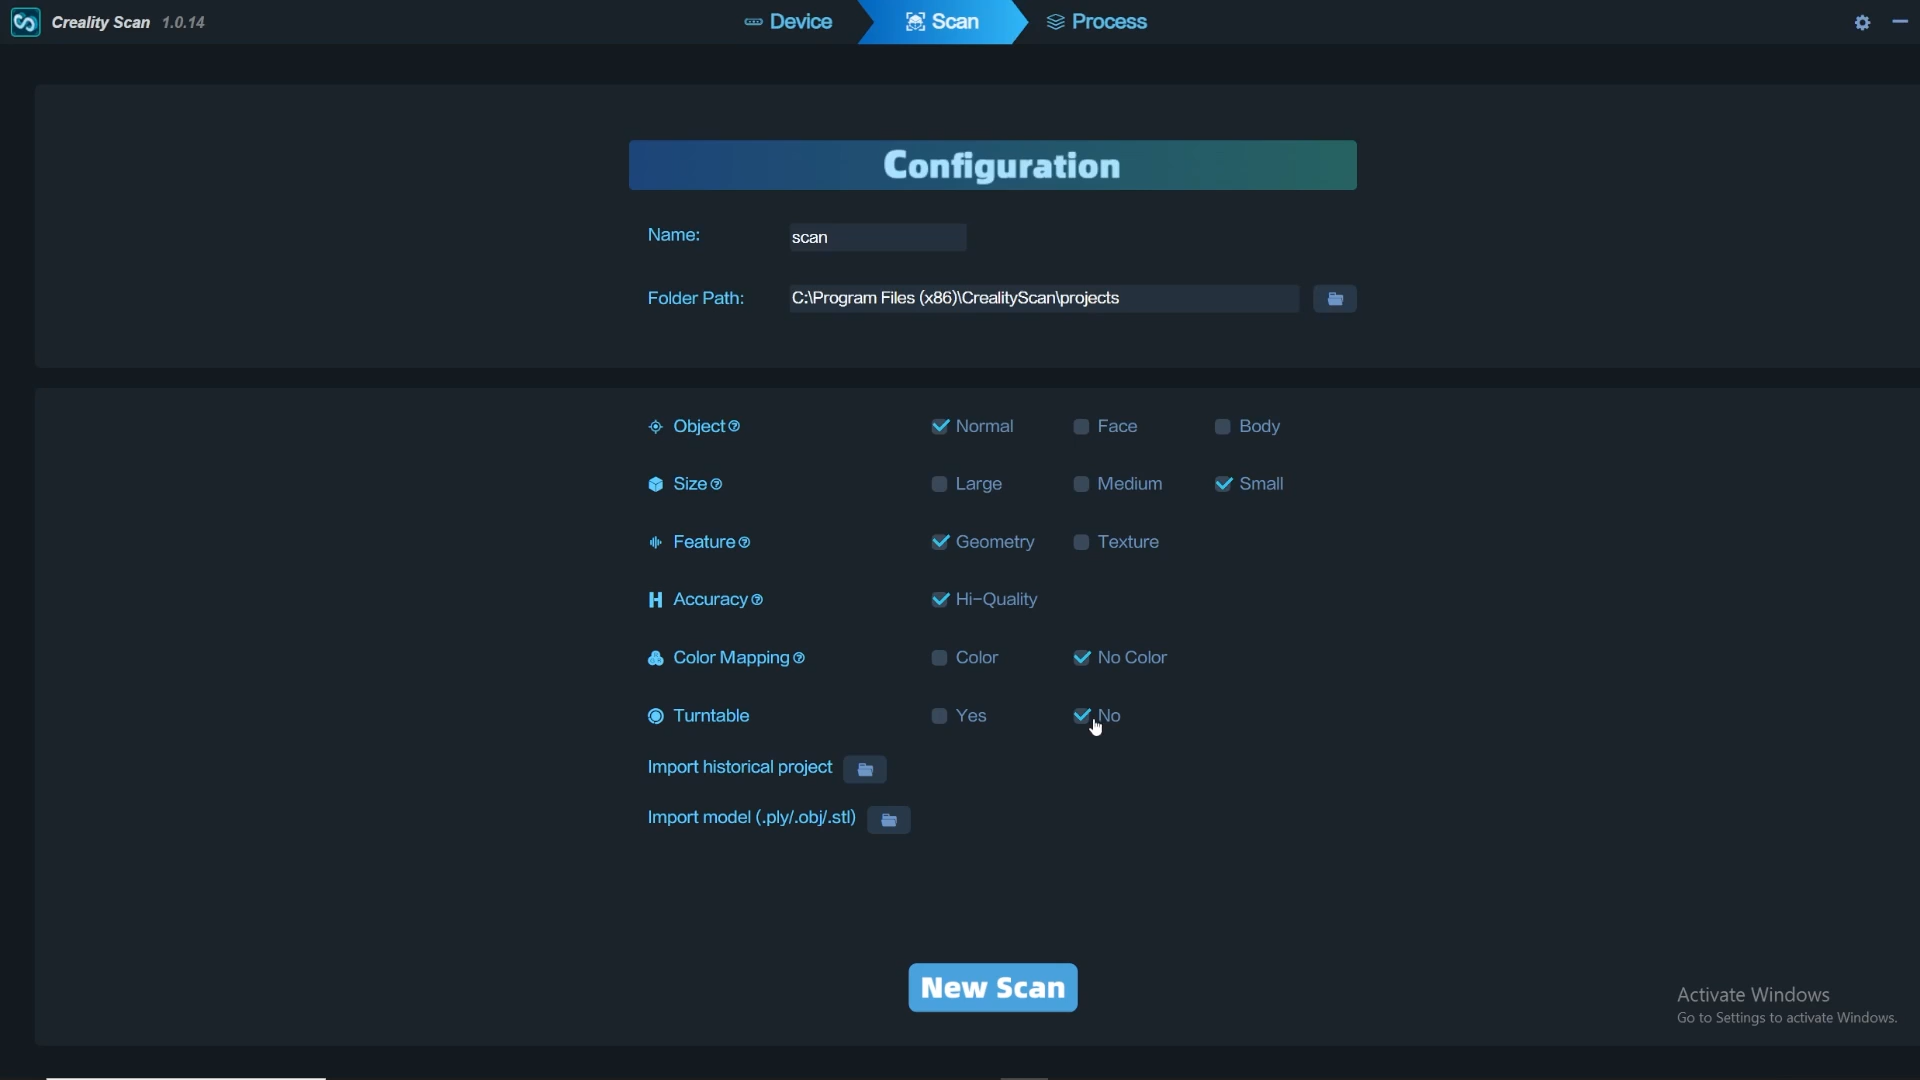 Creality Scan 1.0.14
Device
Scan
Process
Configuration
Name: scan
Folder Path: C:\Program Files (x86)\CrealityScan\projects
Object Normal Face Body
Size Large Medium Small
Feature Geometry Texture
Accuracy Hi-Quality
Color Mapping Color No Color
Turntable Yes No
Import historical project
Import model (.ply/.obj/.stl)
New Scan
Activate Windows
Go to Settings to activate Windows.